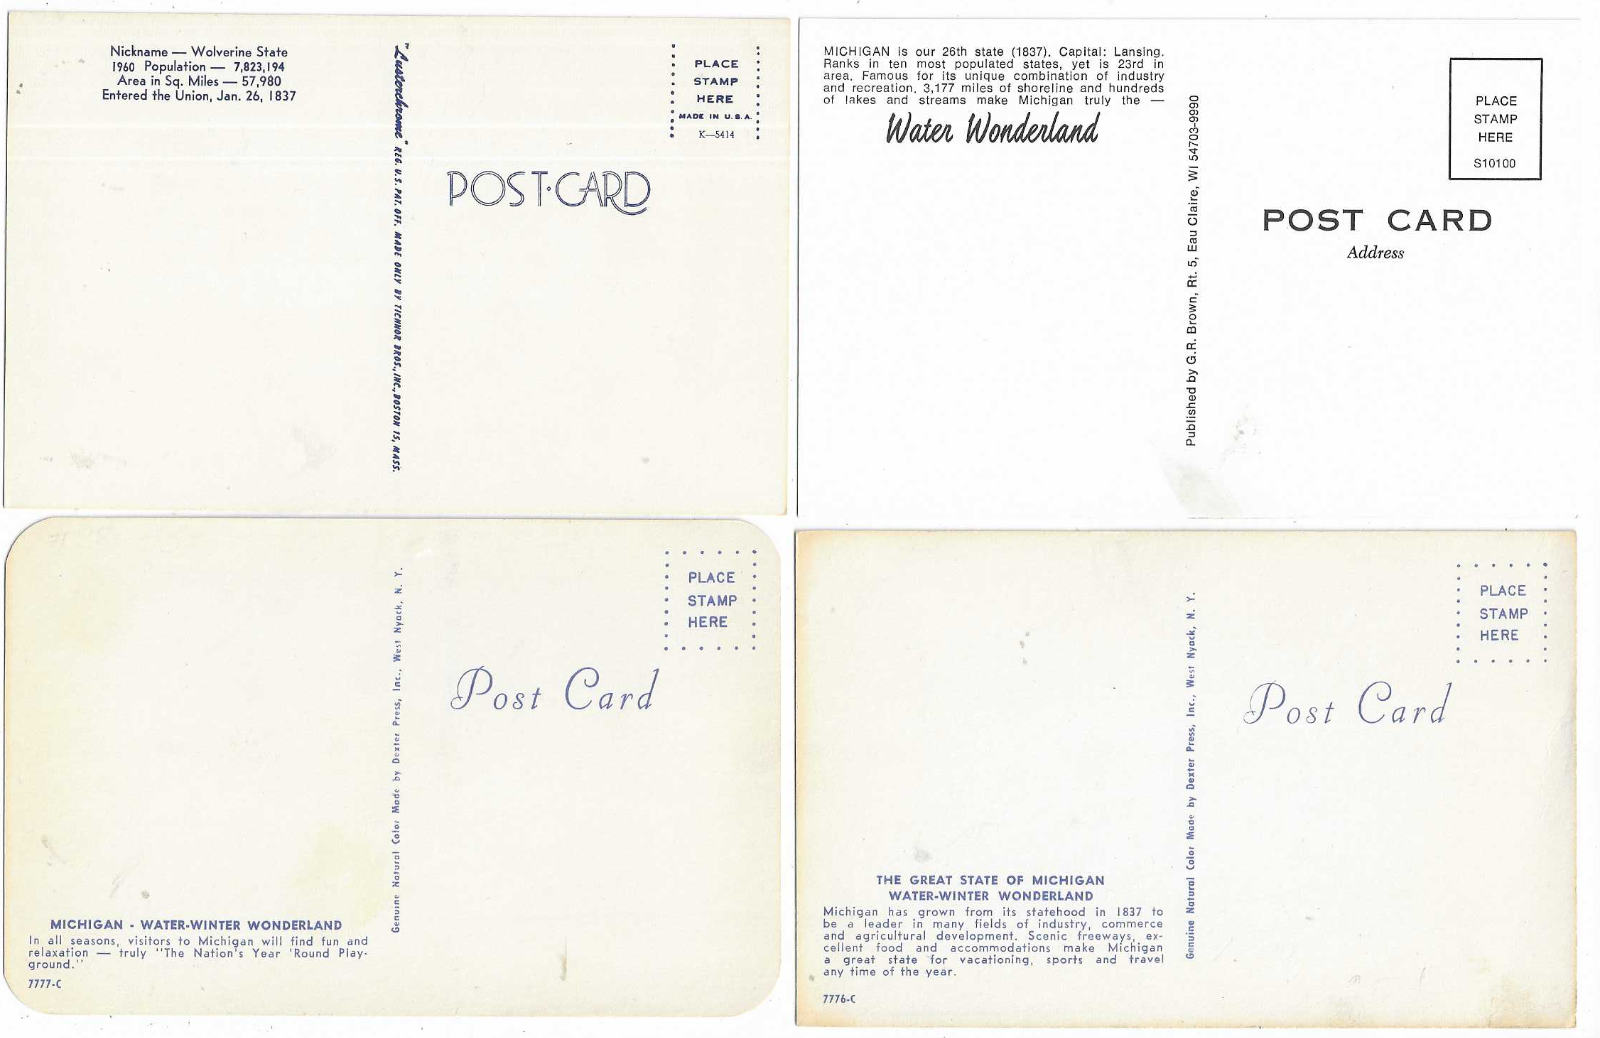 Nickname — Wolverine State
1960 Population — 7,823,194
Area in Sq. Miles — 57,980
Entered the Union, Jan. 26, 1837
"Lusterchrome" REG. U.S. PAT. OFF. MADE ONLY BY TICHNOR BROS., INC., BOSTON 15, MASS.
PLACE
STAMP
HERE
MADE IN U.S.A.
K—5414
POST·CARD
MICHIGAN is our 26th state (1837). Capital: Lansing.
Ranks in ten most populated states, yet is 23rd in
area. Famous for its unique combination of industry
and recreation. 3,177 miles of shoreline and hundreds
of lakes and streams make Michigan truly the —
Water Wonderland
Published by G.R. Brown, Rt. 5, Eau Claire, WI 54703-9990
PLACE
STAMP
HERE
S10100
POST CARD
Address
MICHIGAN - WATER-WINTER WONDERLAND
In all seasons, visitors to Michigan will find fun and
relaxation — truly "The Nation's Year 'Round Play-
ground."
7777-C
Genuine Natural Color Made by Dexter Press, Inc., West Nyack, N. Y.
PLACE
STAMP
HERE
Post Card
THE GREAT STATE OF MICHIGAN
WATER-WINTER WONDERLAND
Michigan has grown from its statehood in 1837 to
be a leader in many fields of industry, commerce
and agricultural development. Scenic freeways, ex-
cellent food and accommodations make Michigan
a great state for vacationing, sports and travel
any time of the year.
7776-C
Genuine Natural Color Made by Dexter Press, Inc., West Nyack, N. Y.
PLACE
STAMP
HERE
Post Card